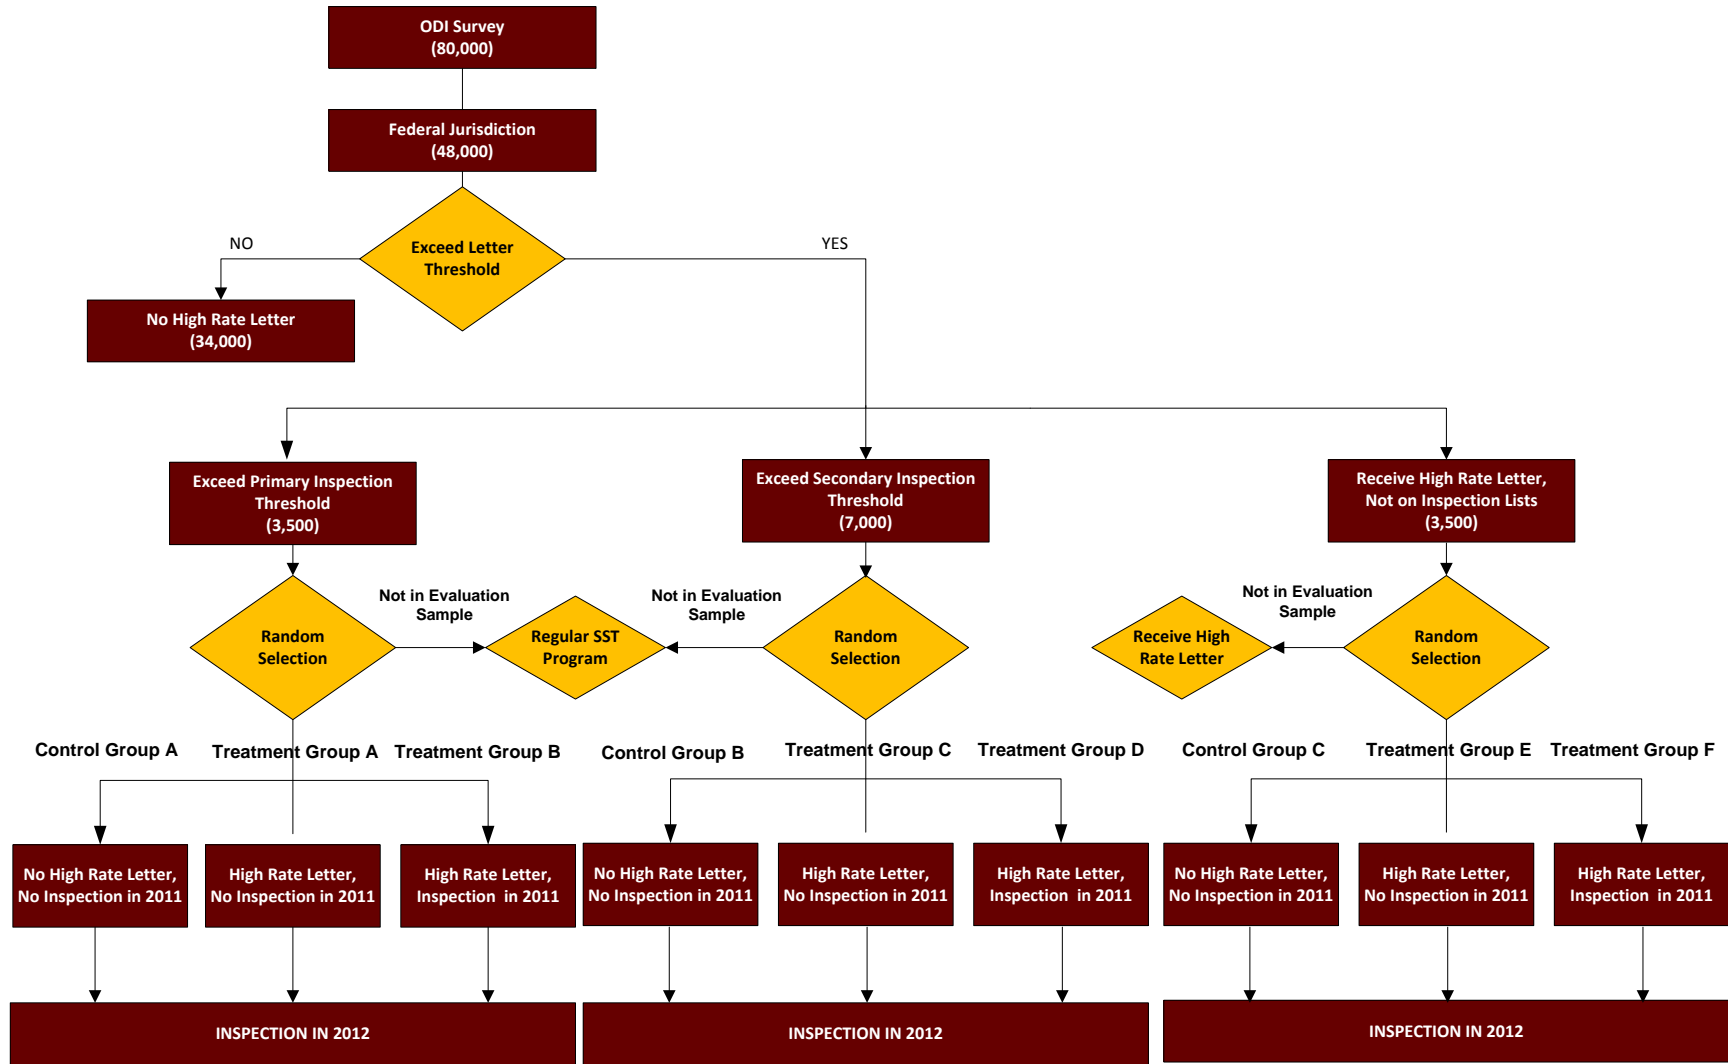 ODI Survey
(80,000)
Federal Jurisdiction
(48,000)
Exceed Letter
Threshold
NO
YES
No High Rate Letter
(34,000)
Exceed Primary Inspection
Threshold
(3,500)
Exceed Secondary Inspection
Threshold
(7,000)
Receive High Rate Letter,
Not on Inspection Lists
(3,500)
Random
Selection
Not in Evaluation
Sample
Regular SST
Program
Not in Evaluation
Sample
Random
Selection
Receive High
Rate Letter
Not in Evaluation
Sample
Random
Selection
Control Group A
Treatment Group A
Treatment Group B
Control Group B
Treatment Group C
Treatment Group D
Control Group C
Treatment Group E
Treatment Group F
No High Rate Letter,
No Inspection in 2011
High Rate Letter,
No Inspection in 2011
High Rate Letter,
Inspection  in 2011
No High Rate Letter,
No Inspection in 2011
High Rate Letter,
No Inspection in 2011
High Rate Letter,
Inspection  in 2011
No High Rate Letter,
No Inspection in 2011
High Rate Letter,
No Inspection in 2011
High Rate Letter,
Inspection  in 2011
INSPECTION IN 2012
INSPECTION IN 2012
INSPECTION IN 2012